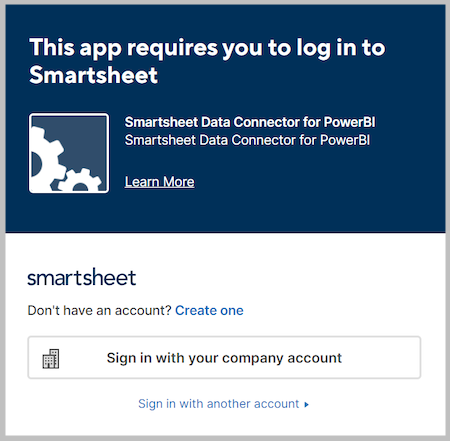 This app requires you to log in to
Smartsheet
Smartsheet Data Connector for PowerBI
Smartsheet Data Connector for PowerBI
Learn More
smartsheet
Don't have an account? Create one
Sign in with your company account
Sign in with another account